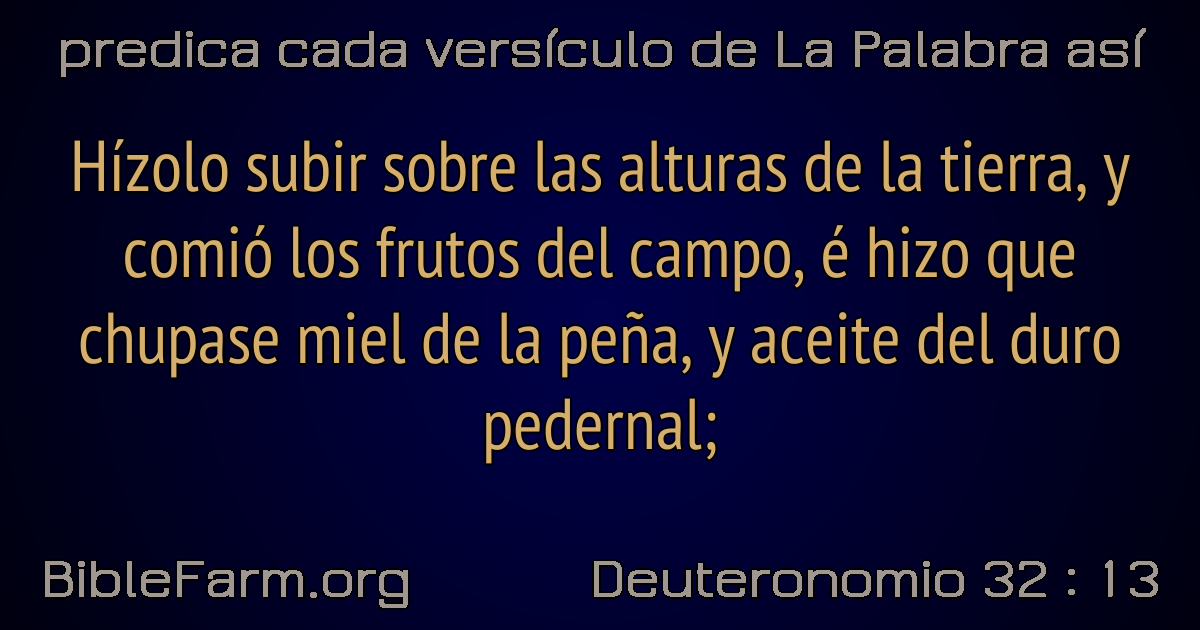 predica cada versículo de La Palabra así
Hízolo subir sobre las alturas de la tierra, y
comió los frutos del campo, é hizo que
chupase miel de la peña, y aceite del duro
pedernal;
BibleFarm.org
Deuteronomio 32 : 13